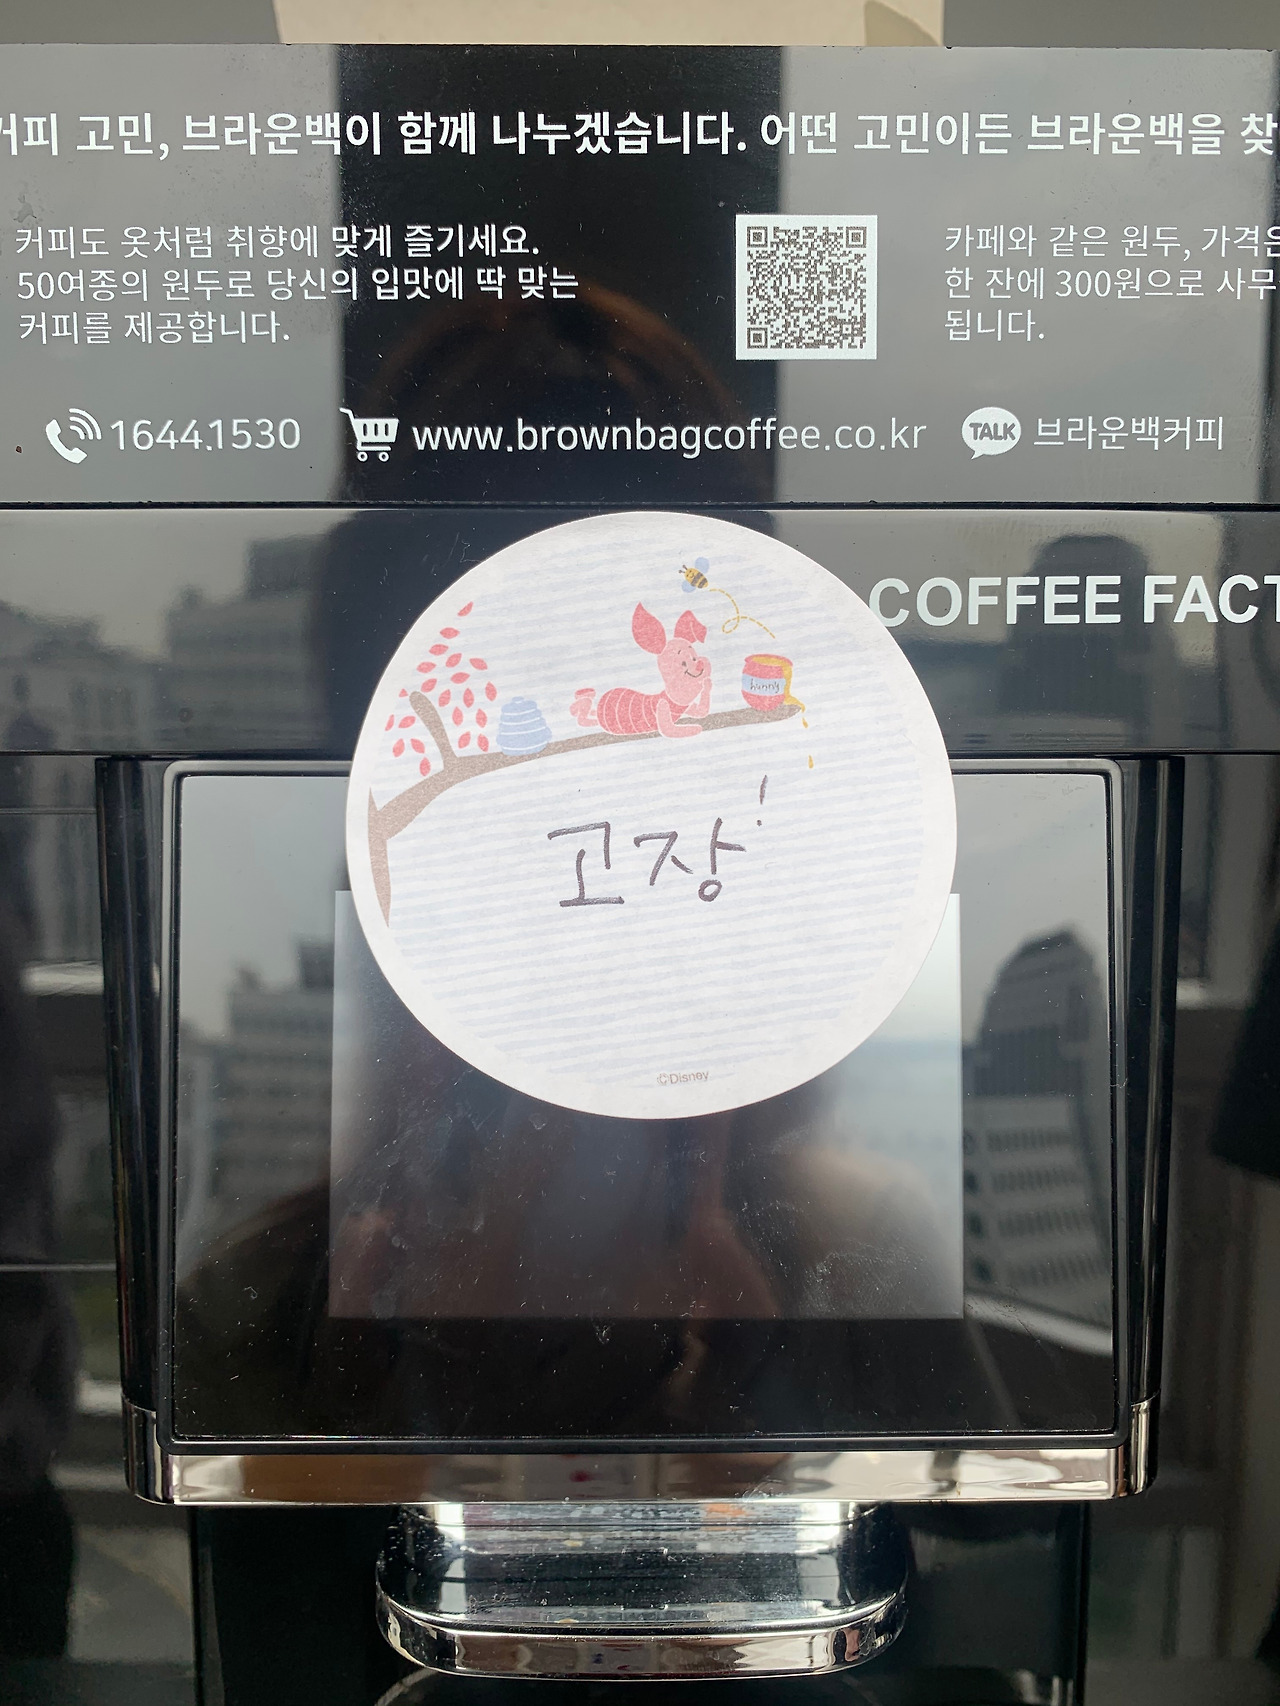 커피 고민, 브라운백이 함께 나누겠습니다. 어떤 고민이든 브라운백을 찾
커피도 옷처럼 취향에 맞게 즐기세요.
50여종의 원두로 당신의 입맛에 딱 맞는
커피를 제공합니다.
카페와 같은 원두, 가격은
한 잔에 300원으로 사무
됩니다.
1644.1530
www.brownbagcoffee.co.kr
TALK 브라운백커피
COFFEE FACT
hunny
고장!
©Disney